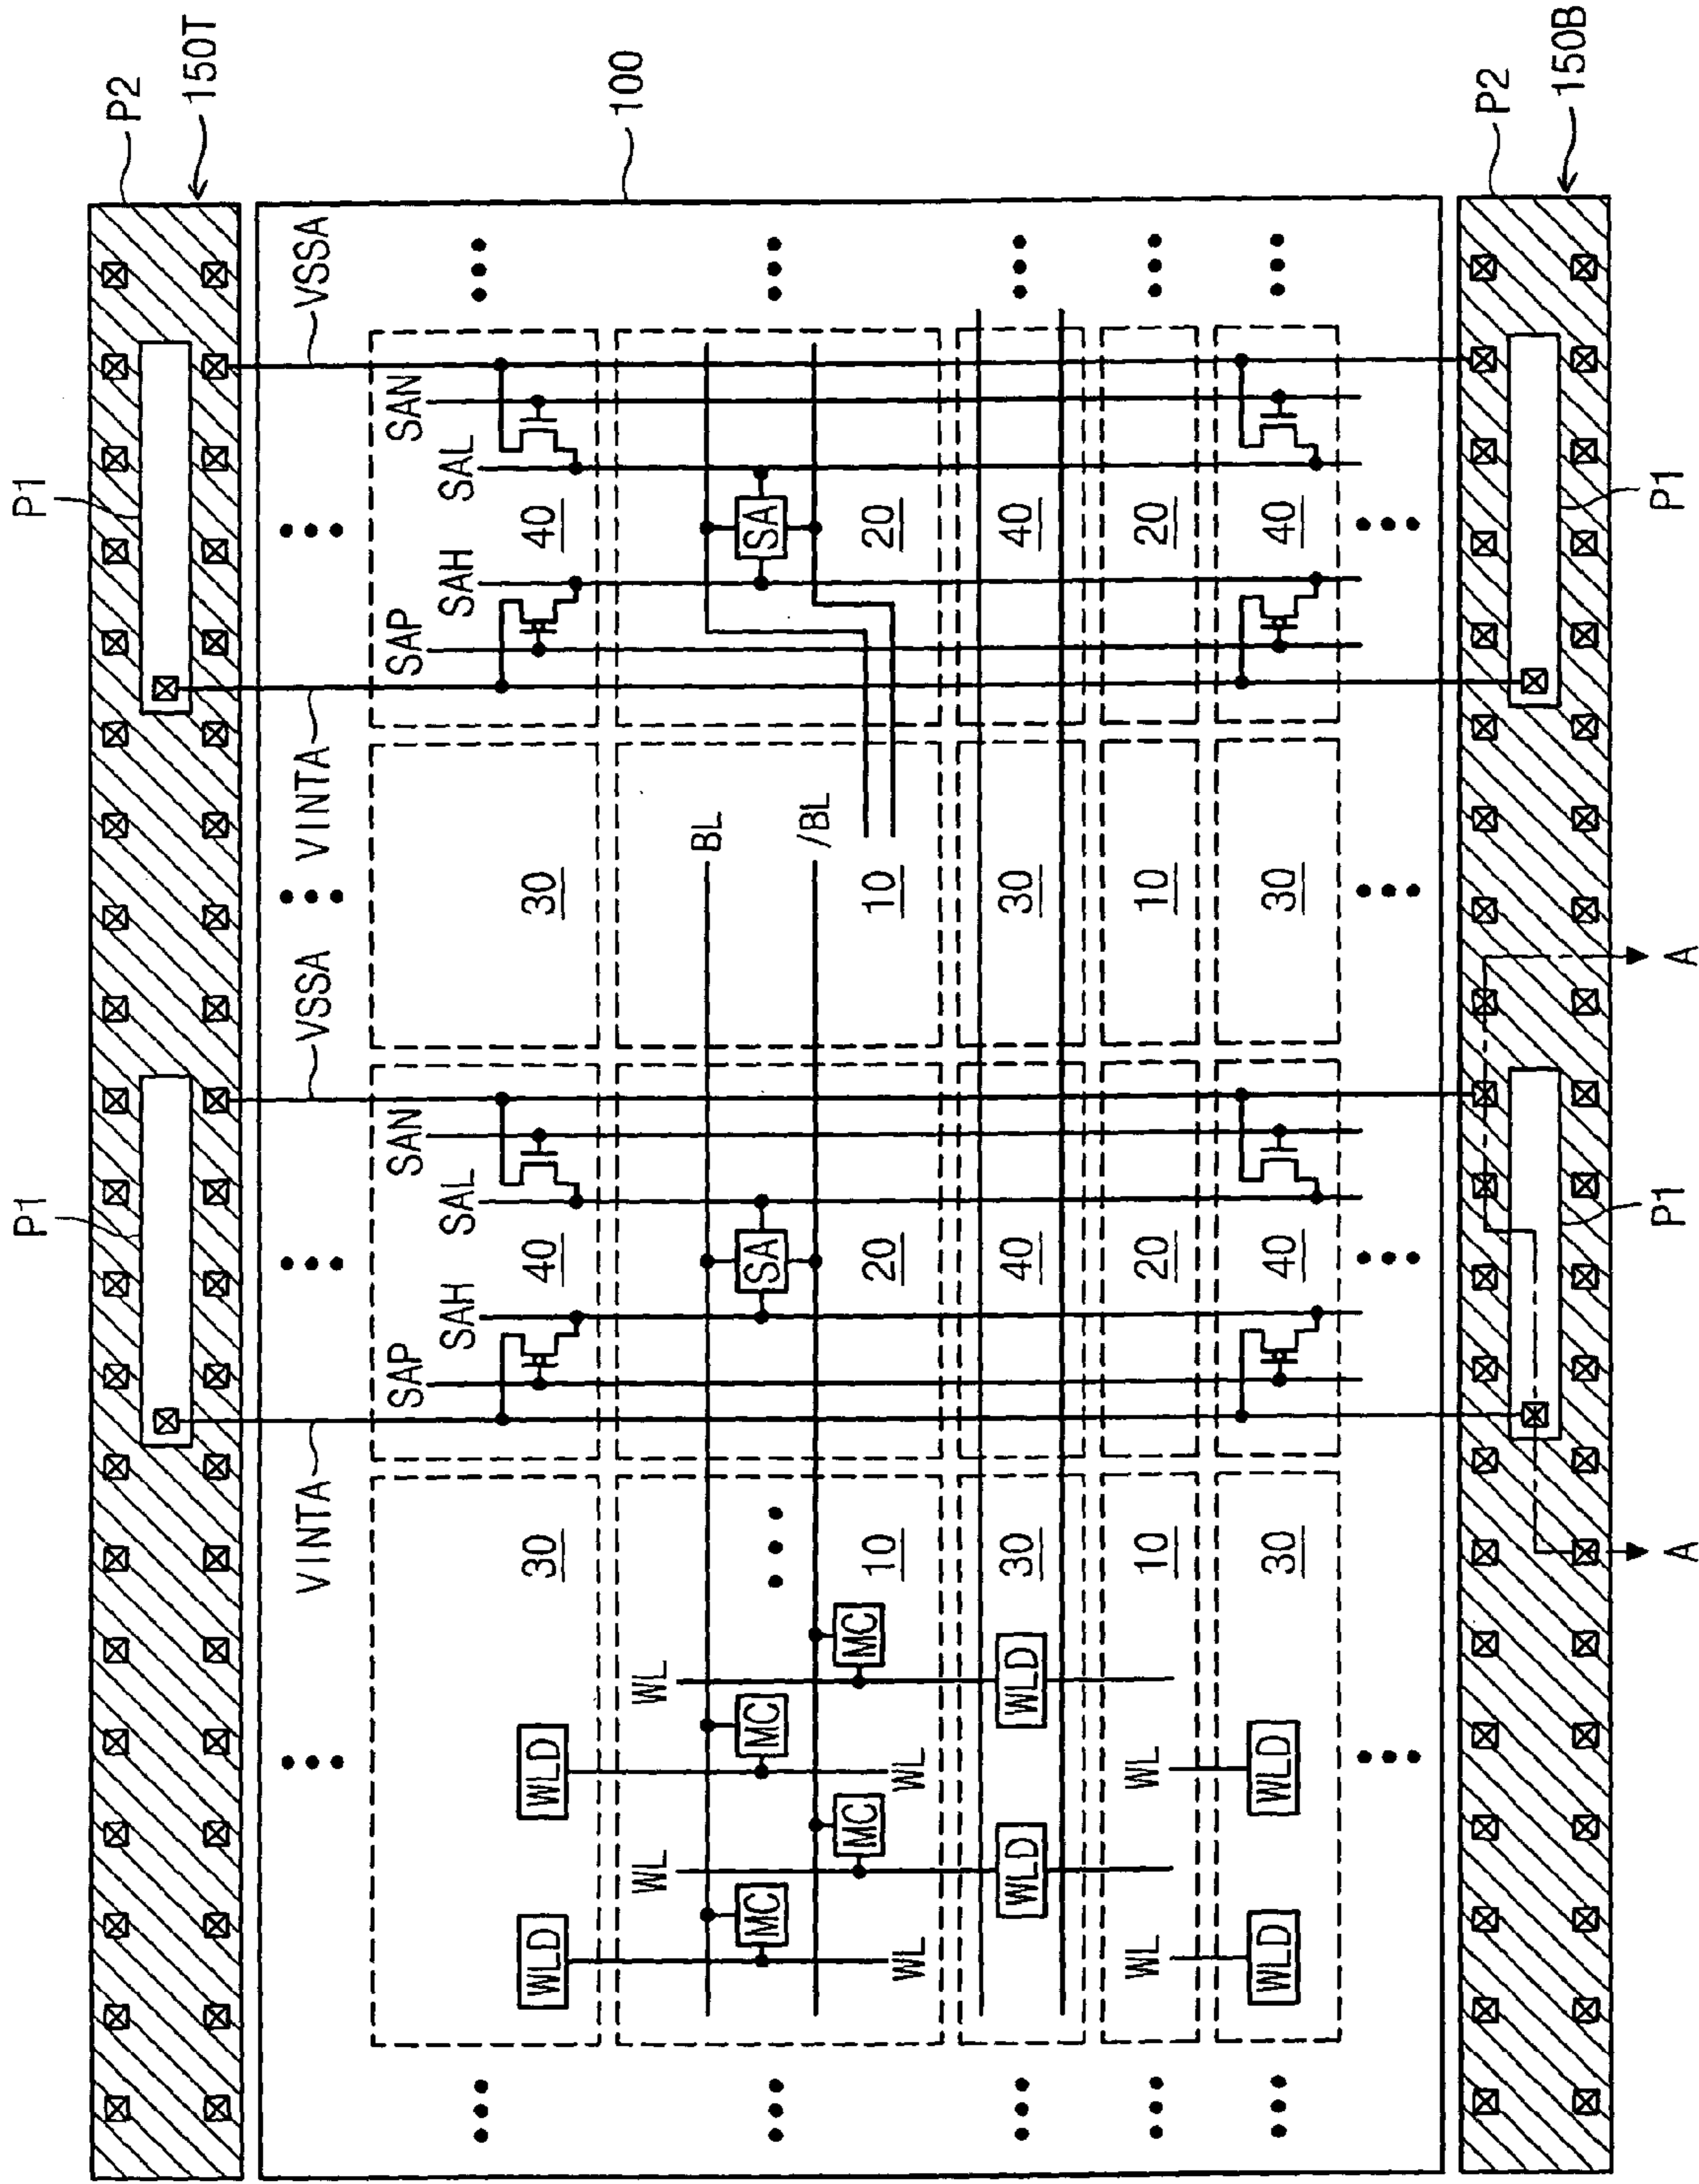 P1 P1
P2
150T
VINTA VSSA VINTA VSSA
SAP SAN SAP SAN
SAH SAL SAH SAL
WLD WLD 30 40 30 40
100
WL WL
BL
MC MC SA SA
/BL
MC MC
10 20 10 20
WL WL
WLD WLD 30 40 30 40
WL WL 10 20 10 20
WLD WLD 30 40 30 40
P2
150B
A P1 A P1